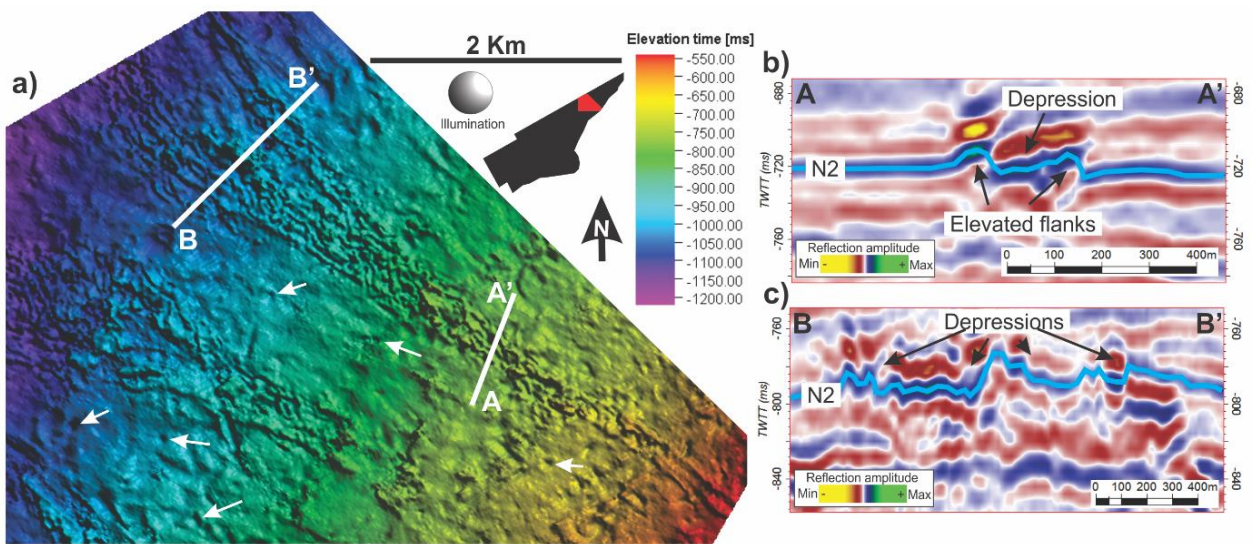 a)
B'
B
A'
A
2 Km
Illumination
N
Elevation time [ms]
-550.00
-600.00
-650.00
-700.00
-750.00
-800.00
-850.00
-900.00
-950.00
-1000.00
-1050.00
-1100.00
-1150.00
-1200.00
b)
A
A'
Depression
-680
-720
-760
TWTT (ms)
N2
Elevated flanks
-680
-720
-760
Reflection amplitude
Min - + Max
0 100 200 300 400m
c)
B
B'
Depressions
-760
-800
-840
TWTT (ms)
N2
-760
-800
-840
Reflection amplitude
Min - + Max
0 100 200 300 400m